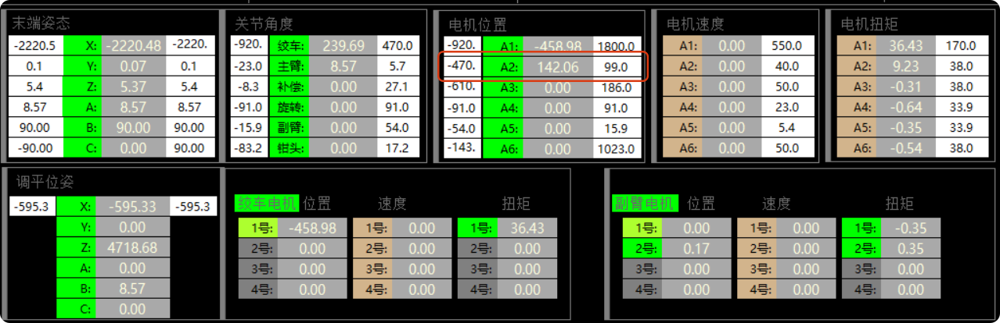 末端姿态
-2220.5 X: -2220.48 -2220.
0.1 Y: 0.07 0.1
5.4 Z: 5.37 5.4
8.57 A: 8.57 8.57
90.00 B: 90.00 90.00
-90.00 C: 0.00 90.00
关节角度
-920. 绞车: 239.69 470.0
-23.0 主臂: 8.57 5.7
-8.3 补偿: 0.00 27.1
-91.0 旋转: 0.00 91.0
-15.9 副臂: 0.00 54.0
-83.2 钳头: 0.00 17.2
电机位置
-920. A1: -458.98 1800.0
-470. A2: 142.06 99.0
-610. A3: 0.00 186.0
-91.0 A4: 0.00 91.0
-54.0 A5: 0.00 15.9
-143. A6: 0.00 1023.0
电机速度
A1: 0.00 550.0
A2: 0.00 40.0
A3: 0.00 50.0
A4: 0.00 23.0
A5: 0.00 5.4
A6: 0.00 50.0
电机扭矩
A1: 36.43 170.0
A2: 9.23 38.0
A3: -0.31 38.0
A4: -0.64 33.9
A5: -0.35 33.9
A6: -0.54 38.0
调平位姿
-595.3 X: -595.33 -595.3
Y: 0.00
Z: 4718.68
A: 0.00
B: 8.57
C: 0.00
绞车电机 位置 速度 扭矩
1号: -458.98 1号: 0.00 1号: 36.43
2号: 0.00 2号: 0.00 2号: 0.00
3号: 0.00 3号: 0.00 3号: 0.00
4号: 0.00 4号: 0.00 4号: 0.00
副臂电机 位置 速度 扭矩
1号: 0.00 1号: 0.00 1号: -0.35
2号: 0.17 2号: 0.00 2号: 0.35
3号: 0.00 3号: 0.00 3号: 0.00
4号: 0.00 4号: 0.00 4号: 0.00